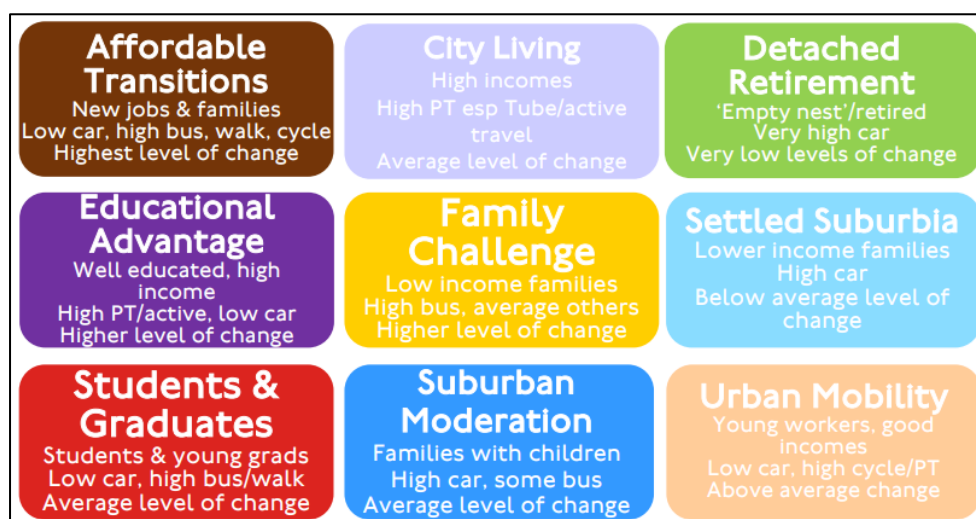 Affordable
Transitions
New jobs & families
Low car, high bus, walk, cycle
Highest level of change
City Living
High incomes
High PT esp Tube/active
travel
Average level of change
Detached
Retirement
‘Empty nest’/retired
Very high car
Very low levels of change
Educational
Advantage
Well educated, high
income
High PT/active, low car
Higher level of change
Family
Challenge
Low income families
High bus, average others
Higher level of change
Settled Suburbia
Lower income families
High car
Below average level of
change
Students &
Graduates
Students & young grads
Low car, high bus/walk
Average level of change
Suburban
Moderation
Families with children
High car, some bus
Average level of change
Urban Mobility
Young workers, good
incomes
Low car, high cycle/PT
Above average change